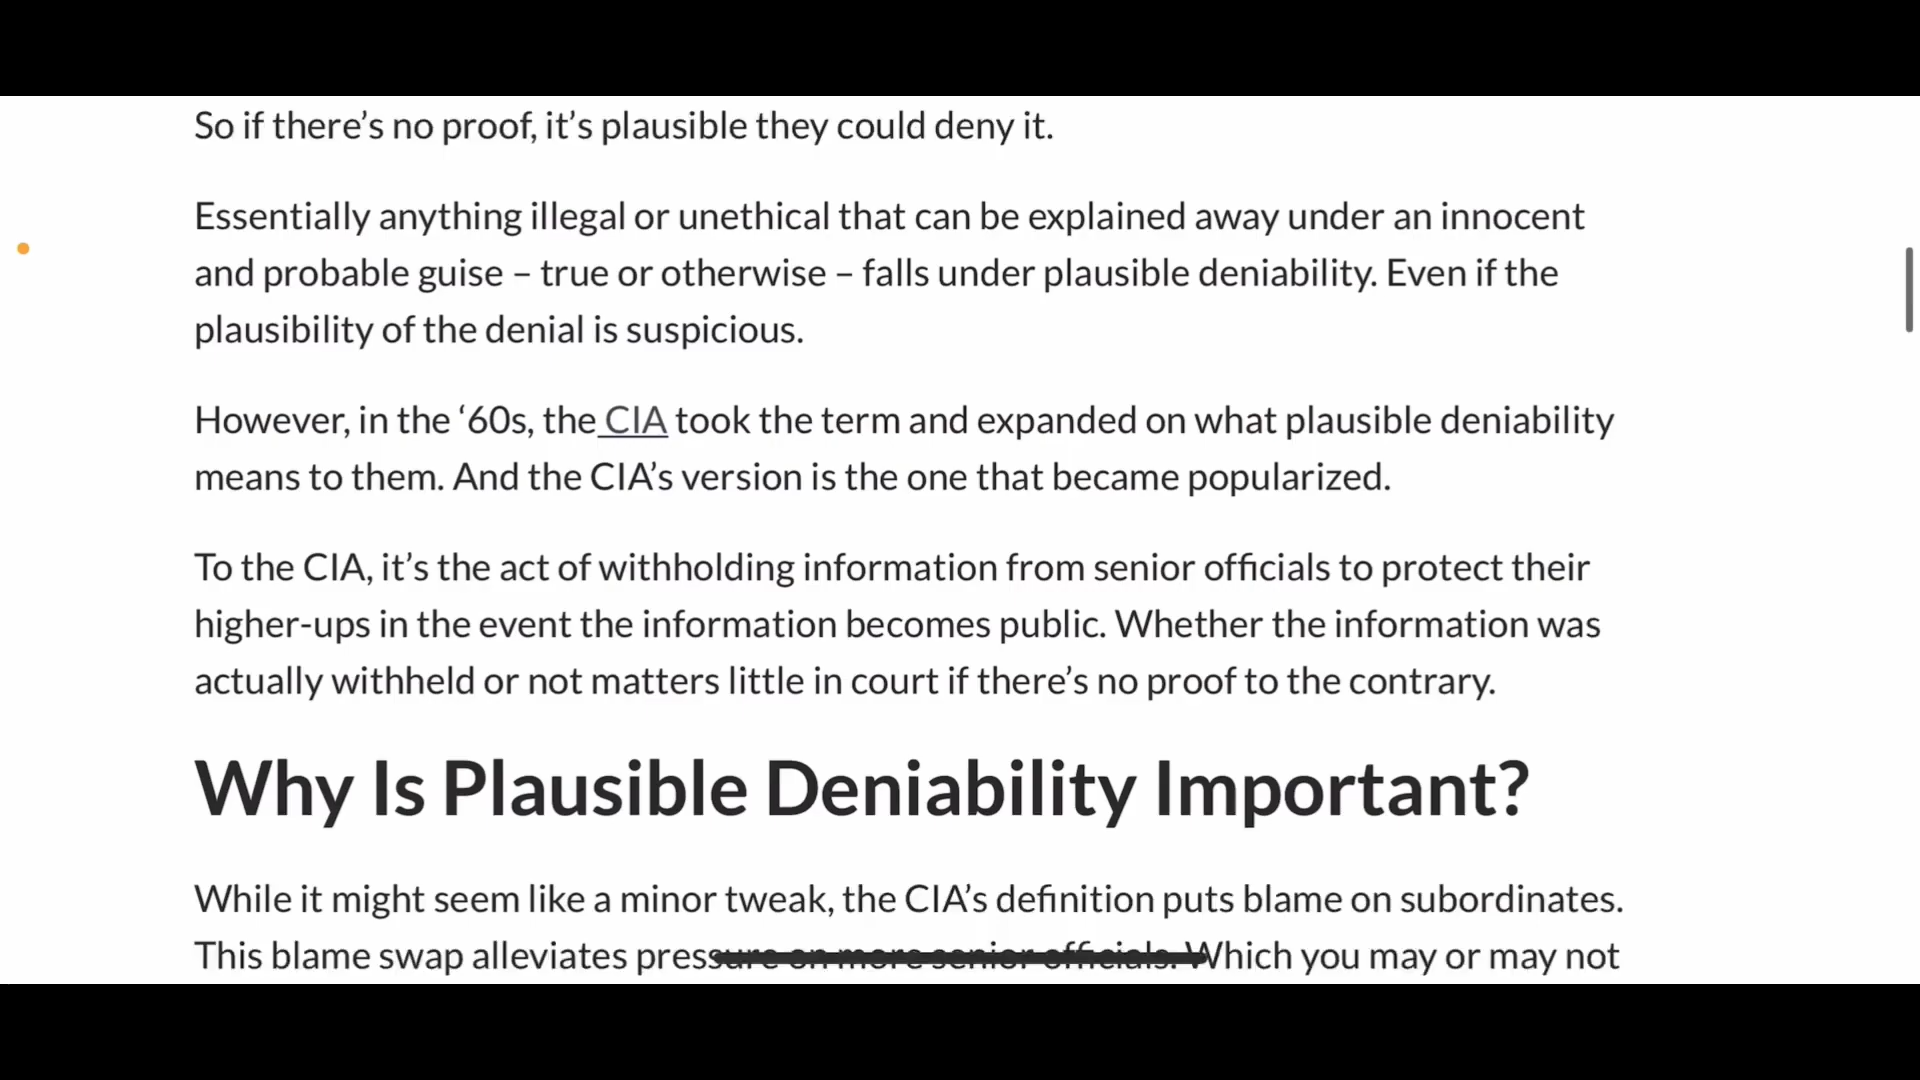 So if there’s no proof, it’s plausible they could deny it.
Essentially anything illegal or unethical that can be explained away under an innocent
and probable guise – true or otherwise – falls under plausible deniability. Even if the
plausibility of the denial is suspicious.
However, in the ‘60s, the CIA took the term and expanded on what plausible deniability
means to them. And the CIA’s version is the one that became popularized.
To the CIA, it’s the act of withholding information from senior officials to protect their
higher-ups in the event the information becomes public. Whether the information was
actually withheld or not matters little in court if there’s no proof to the contrary.
Why Is Plausible Deniability Important?
While it might seem like a minor tweak, the CIA’s definition puts blame on subordinates.
This blame swap alleviates pressure on more senior officials. Which you may or may not